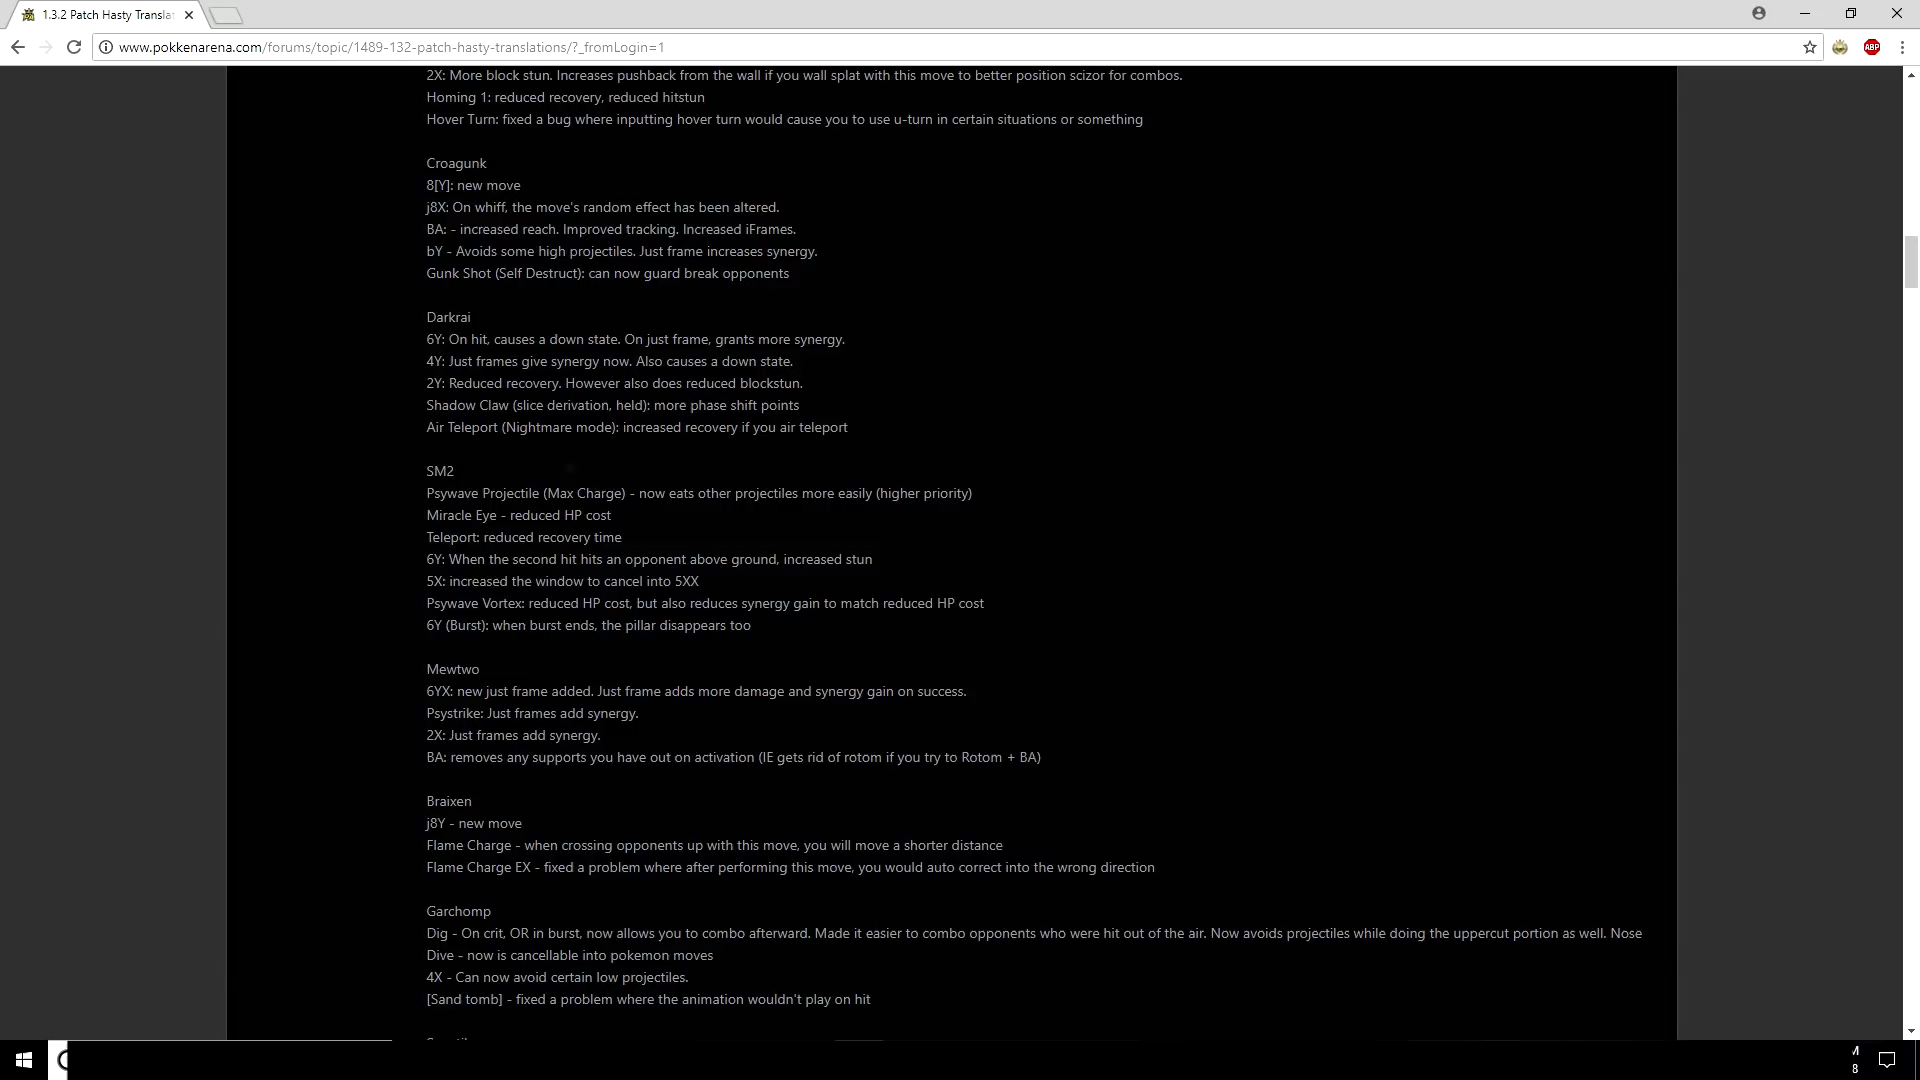 1.3.2 Patch Hasty Transla
www.pokkenarena.com/forums/topic/1489-132-patch-hasty-translations/?_fromLogin=1
ABP
2X: More block stun. Increases pushback from the wall if you wall splat with this move to better position scizor for combos.
Homing 1: reduced recovery, reduced hitstun
Hover Turn: fixed a bug where inputting hover turn would cause you to use u-turn in certain situations or something
Croagunk
8[Y]: new move
j8X: On whiff, the move's random effect has been altered.
BA: - increased reach. Improved tracking. Increased iFrames.
bY - Avoids some high projectiles. Just frame increases synergy.
Gunk Shot (Self Destruct): can now guard break opponents
Darkrai
6Y: On hit, causes a down state. On just frame, grants more synergy.
4Y: Just frames give synergy now. Also causes a down state.
2Y: Reduced recovery. However also does reduced blockstun.
Shadow Claw (slice derivation, held): more phase shift points
Air Teleport (Nightmare mode): increased recovery if you air teleport
SM2
Psywave Projectile (Max Charge) - now eats other projectiles more easily (higher priority)
Miracle Eye - reduced HP cost
Teleport: reduced recovery time
6Y: When the second hit hits an opponent above ground, increased stun
5X: increased the window to cancel into 5XX
Psywave Vortex: reduced HP cost, but also reduces synergy gain to match reduced HP cost
6Y (Burst): when burst ends, the pillar disappears too
Mewtwo
6YX: new just frame added. Just frame adds more damage and synergy gain on success.
Psystrike: Just frames add synergy.
2X: Just frames add synergy.
BA: removes any supports you have out on activation (IE gets rid of rotom if you try to Rotom + BA)
Braixen
j8Y - new move
Flame Charge - when crossing opponents up with this move, you will move a shorter distance
Flame Charge EX - fixed a problem where after performing this move, you would auto correct into the wrong direction
Garchomp
Dig - On crit, OR in burst, now allows you to combo afterward. Made it easier to combo opponents who were hit out of the air. Now avoids projectiles while doing the uppercut portion as well. Nose
Dive - now is cancellable into pokemon moves
4X - Can now avoid certain low projectiles.
[Sand tomb] - fixed a problem where the animation wouldn't play on hit